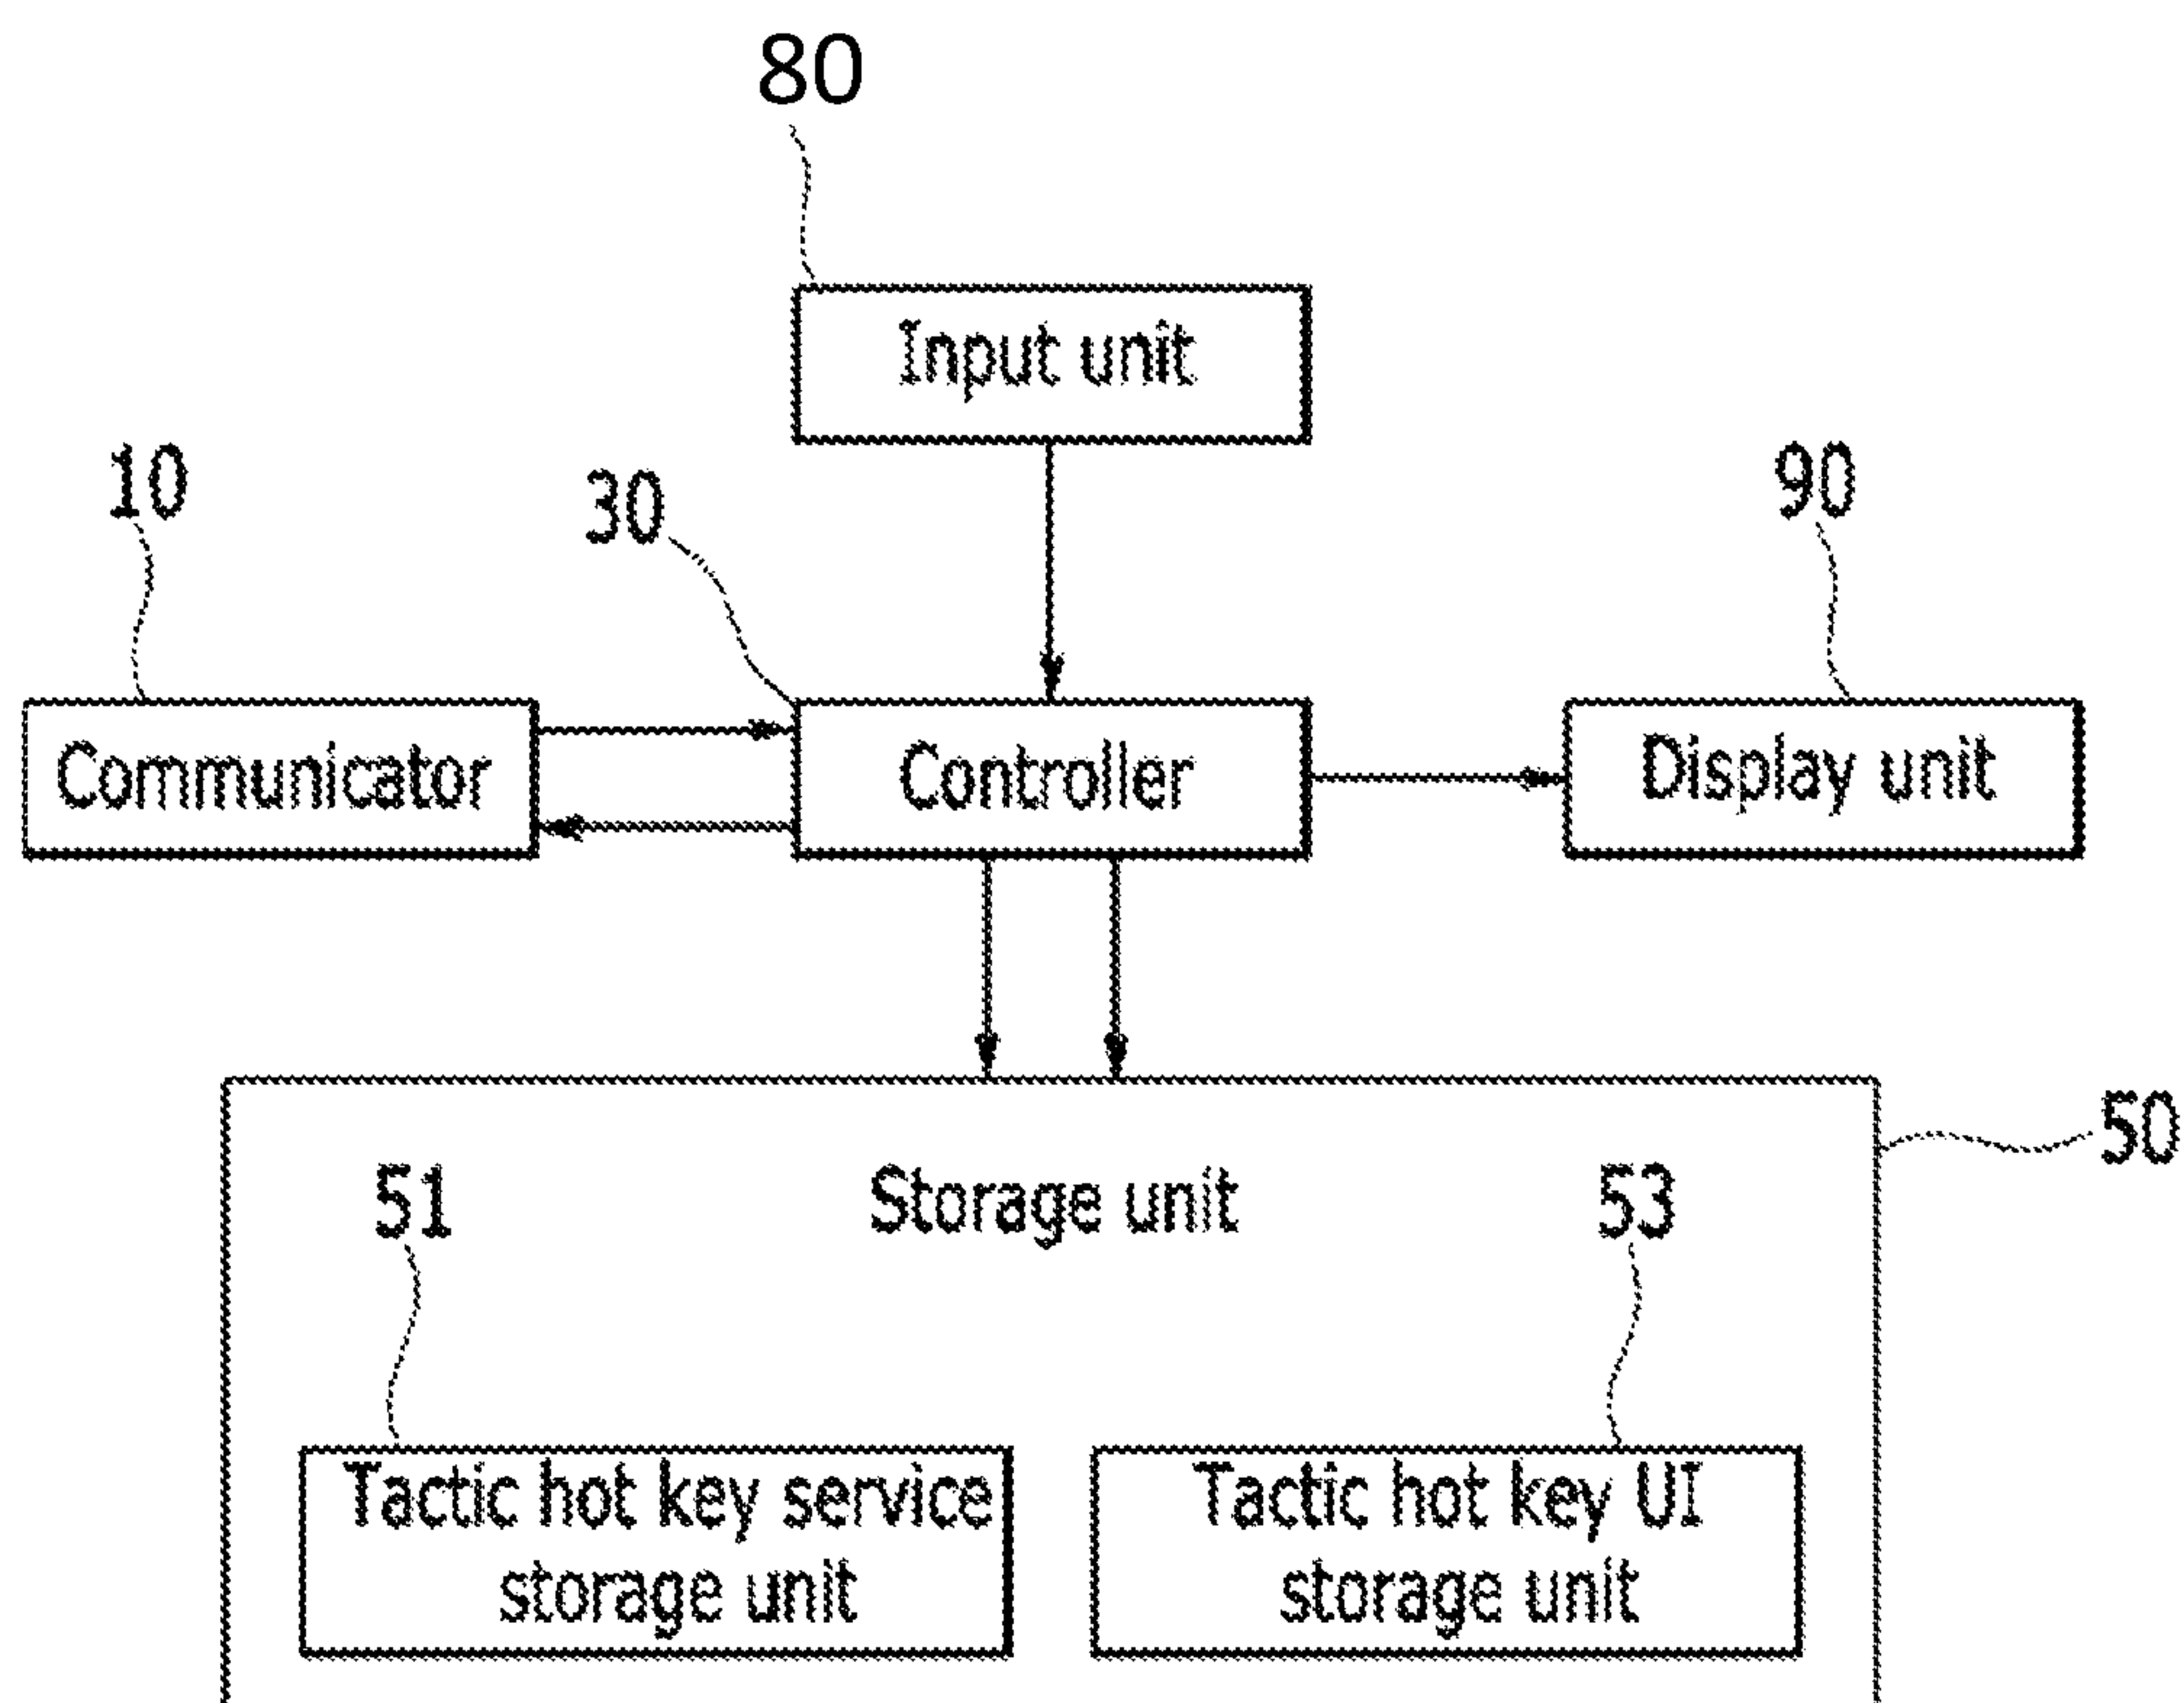 80
Input unit
10
30
90
Communicator
Controller
Display unit
50
51
Storage unit
53
Tactic hot key service
storage unit
Tactic hot key UI
storage unit